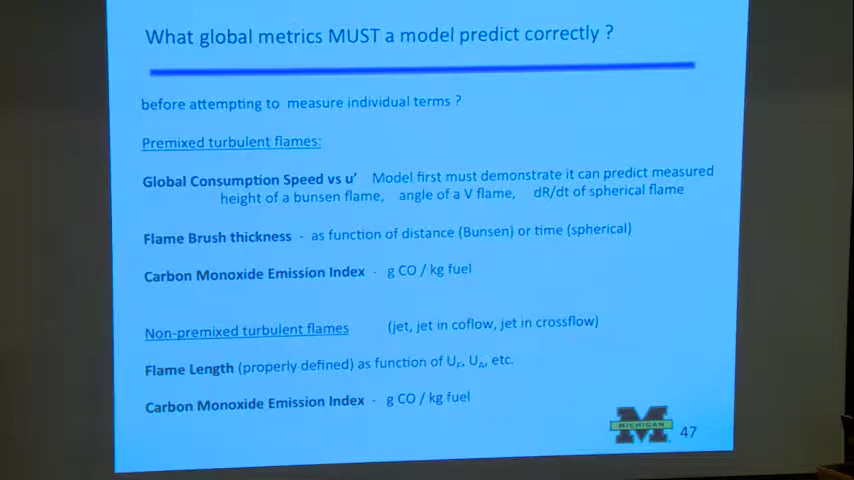 What global metrics MUST a model predict correctly ?
before attempting to measure individual terms ?
Premixed turbulent flames:
Global Consumption Speed vs u' Model first must demonstrate it can predict measured
height of a bunsen flame, angle of a V flame, dR/dt of spherical flame
Flame Brush thickness - as function of distance (Bunsen) or time (spherical)
Carbon Monoxide Emission Index - g CO / kg fuel
Non-premixed turbulent flames (jet, jet in coflow, jet in crossflow)
Flame Length (properly defined) as function of UF, UA, etc.
Carbon Monoxide Emission Index - g CO / kg fuel
M
MICHIGAN
47